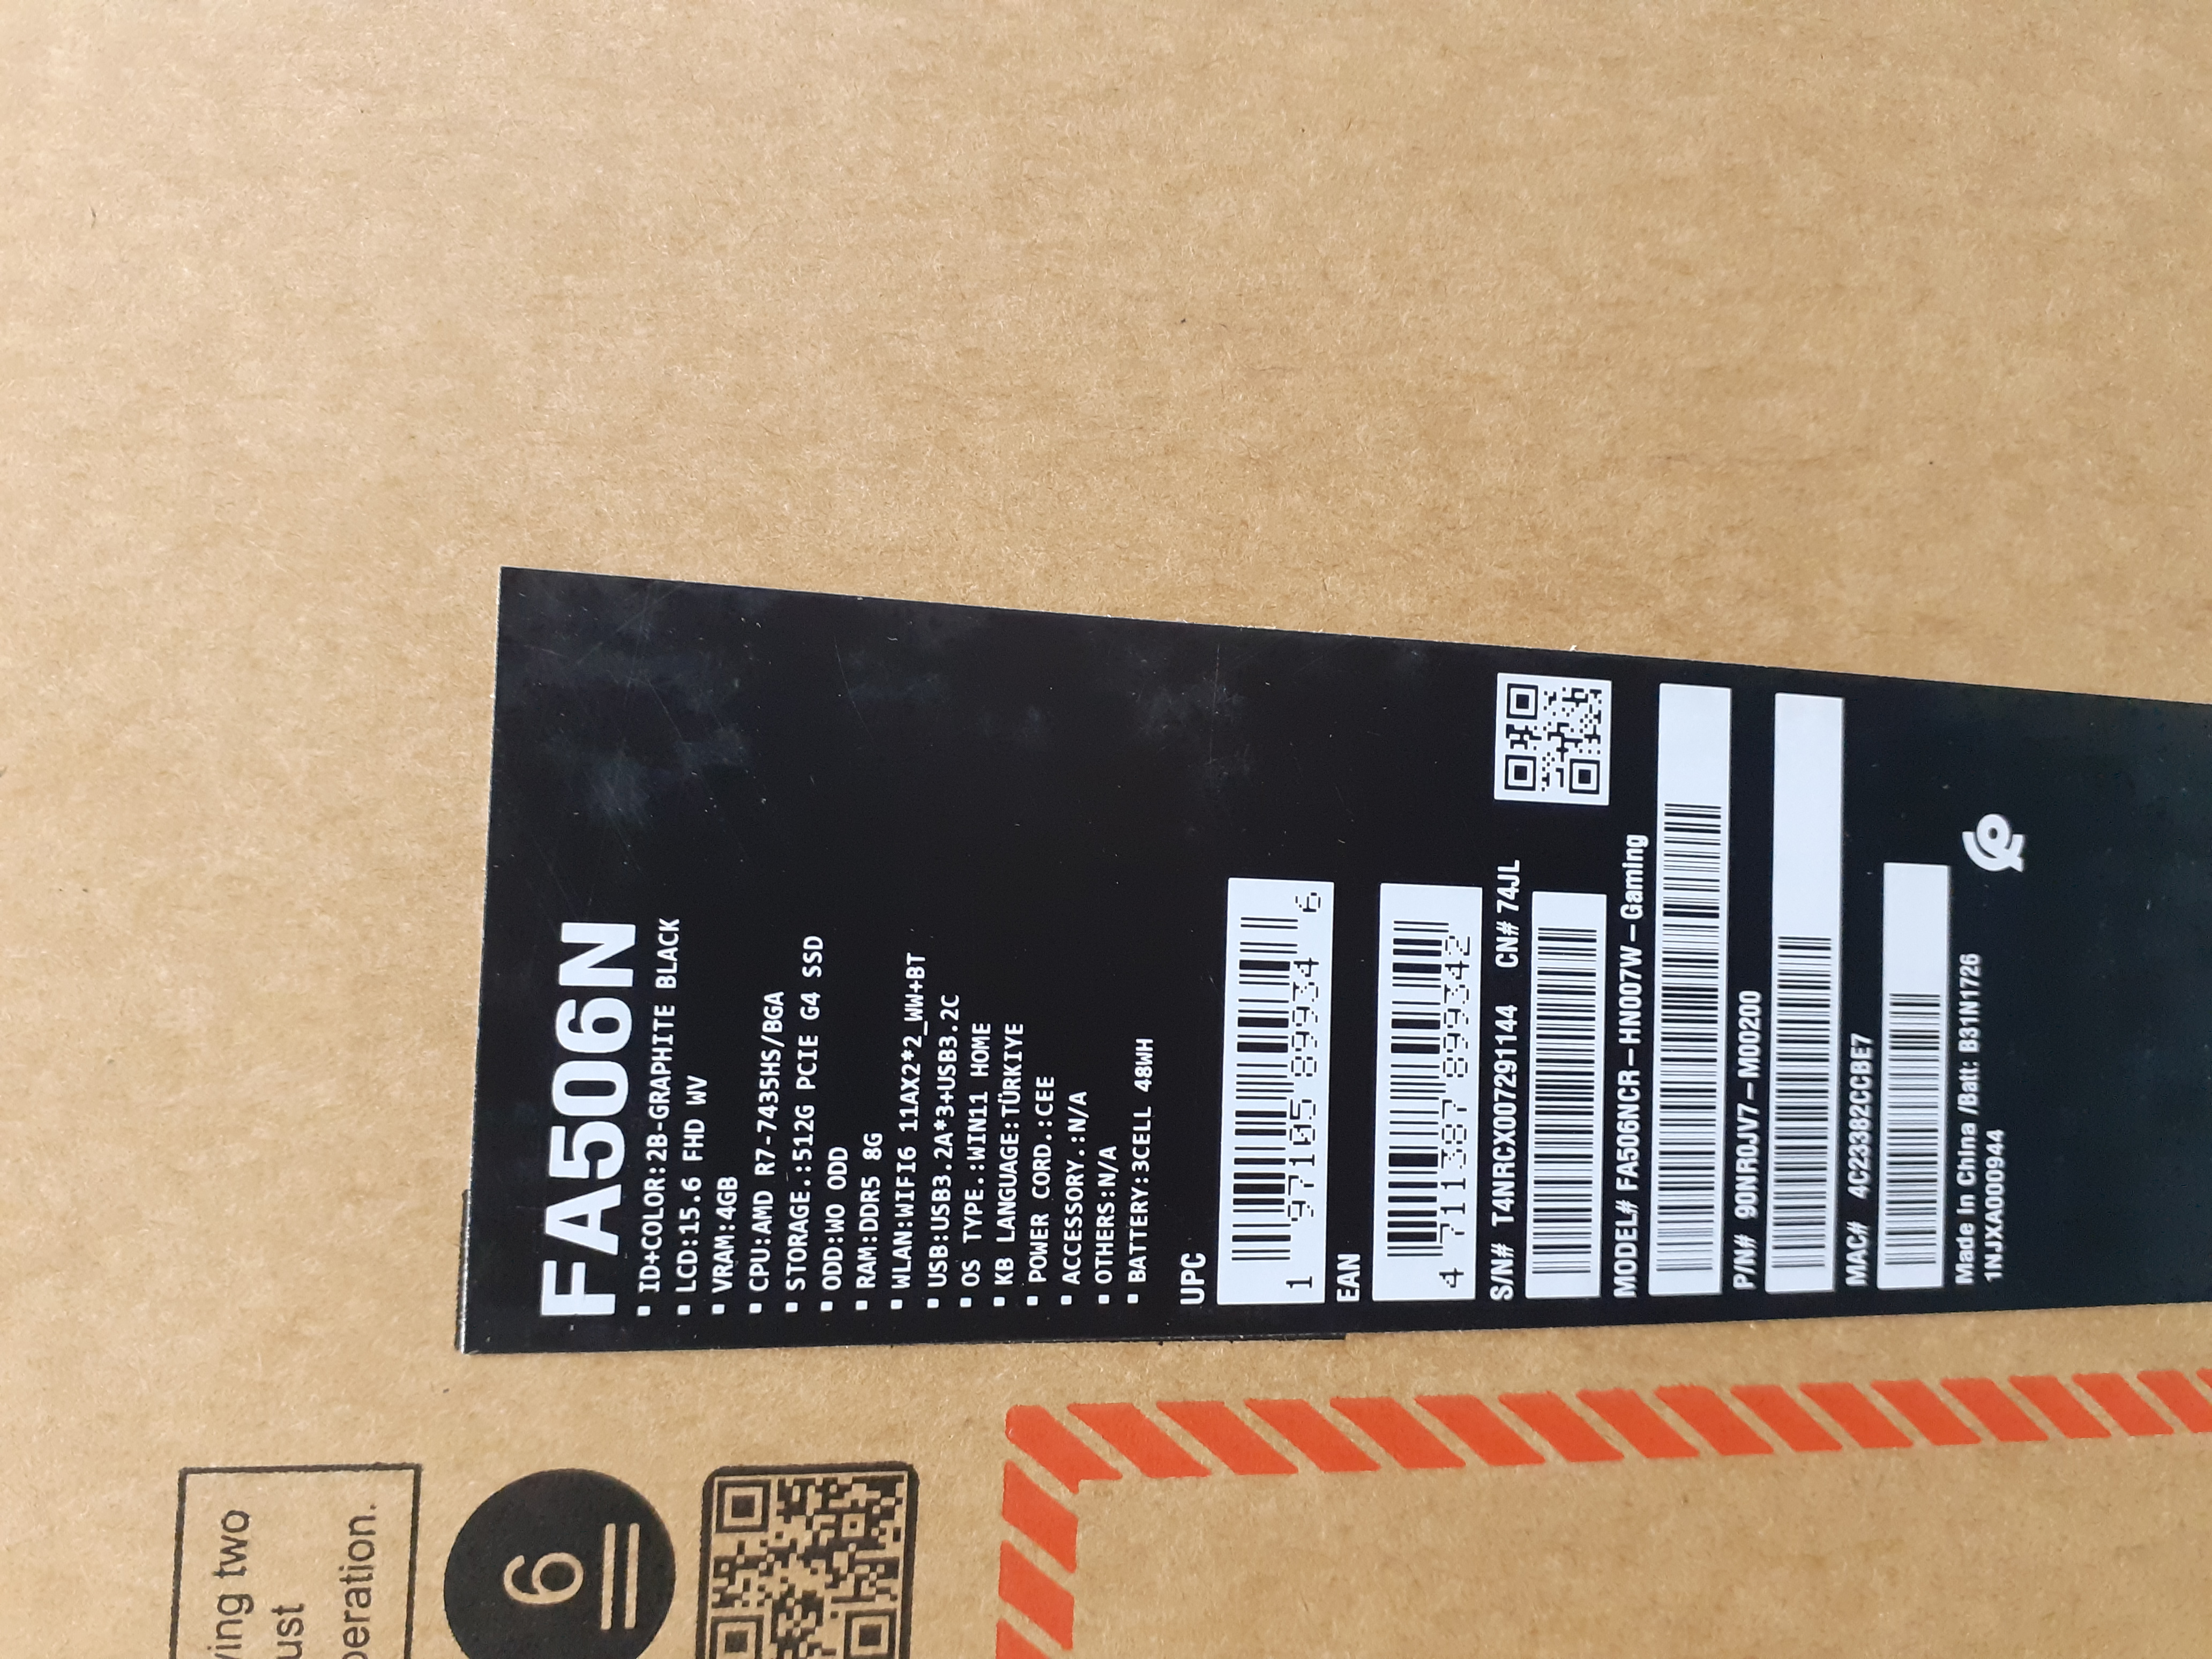 FA506N
ID+COLOR:2B-GRAPHITE BLACK
LCD:15.6 FHD WV
VRAM:4GB
CPU:AMD R7-7435HS/BGA
STORAGE.:512G PCIE G4 SSD
ODD:WO ODD
RAM:DDR5 8G
WLAN:WIFI6 11AX2*2_WW+BT
USB:USB3.2A*3+USB3.2C
OS TYPE.:WIN11 HOME
KB LANGUAGE:TÜRKIYE
POWER CORD.:CEE
ACCESSORY.:N/A
OTHERS:N/A
BATTERY:3CELL 48WH
UPC
1 97105 89934 6
EAN
4 711387 899342
S/N# T4NRCX007291144 CN# 74JL
MODEL# FA506NCR-HN007W-Gaming
P/N# 90NR0JV7-M00200
MAC# 4C23382CCBE7
Made in China /Batt: B31N1726
1NJXA000944
ving two
ust
peration.
6